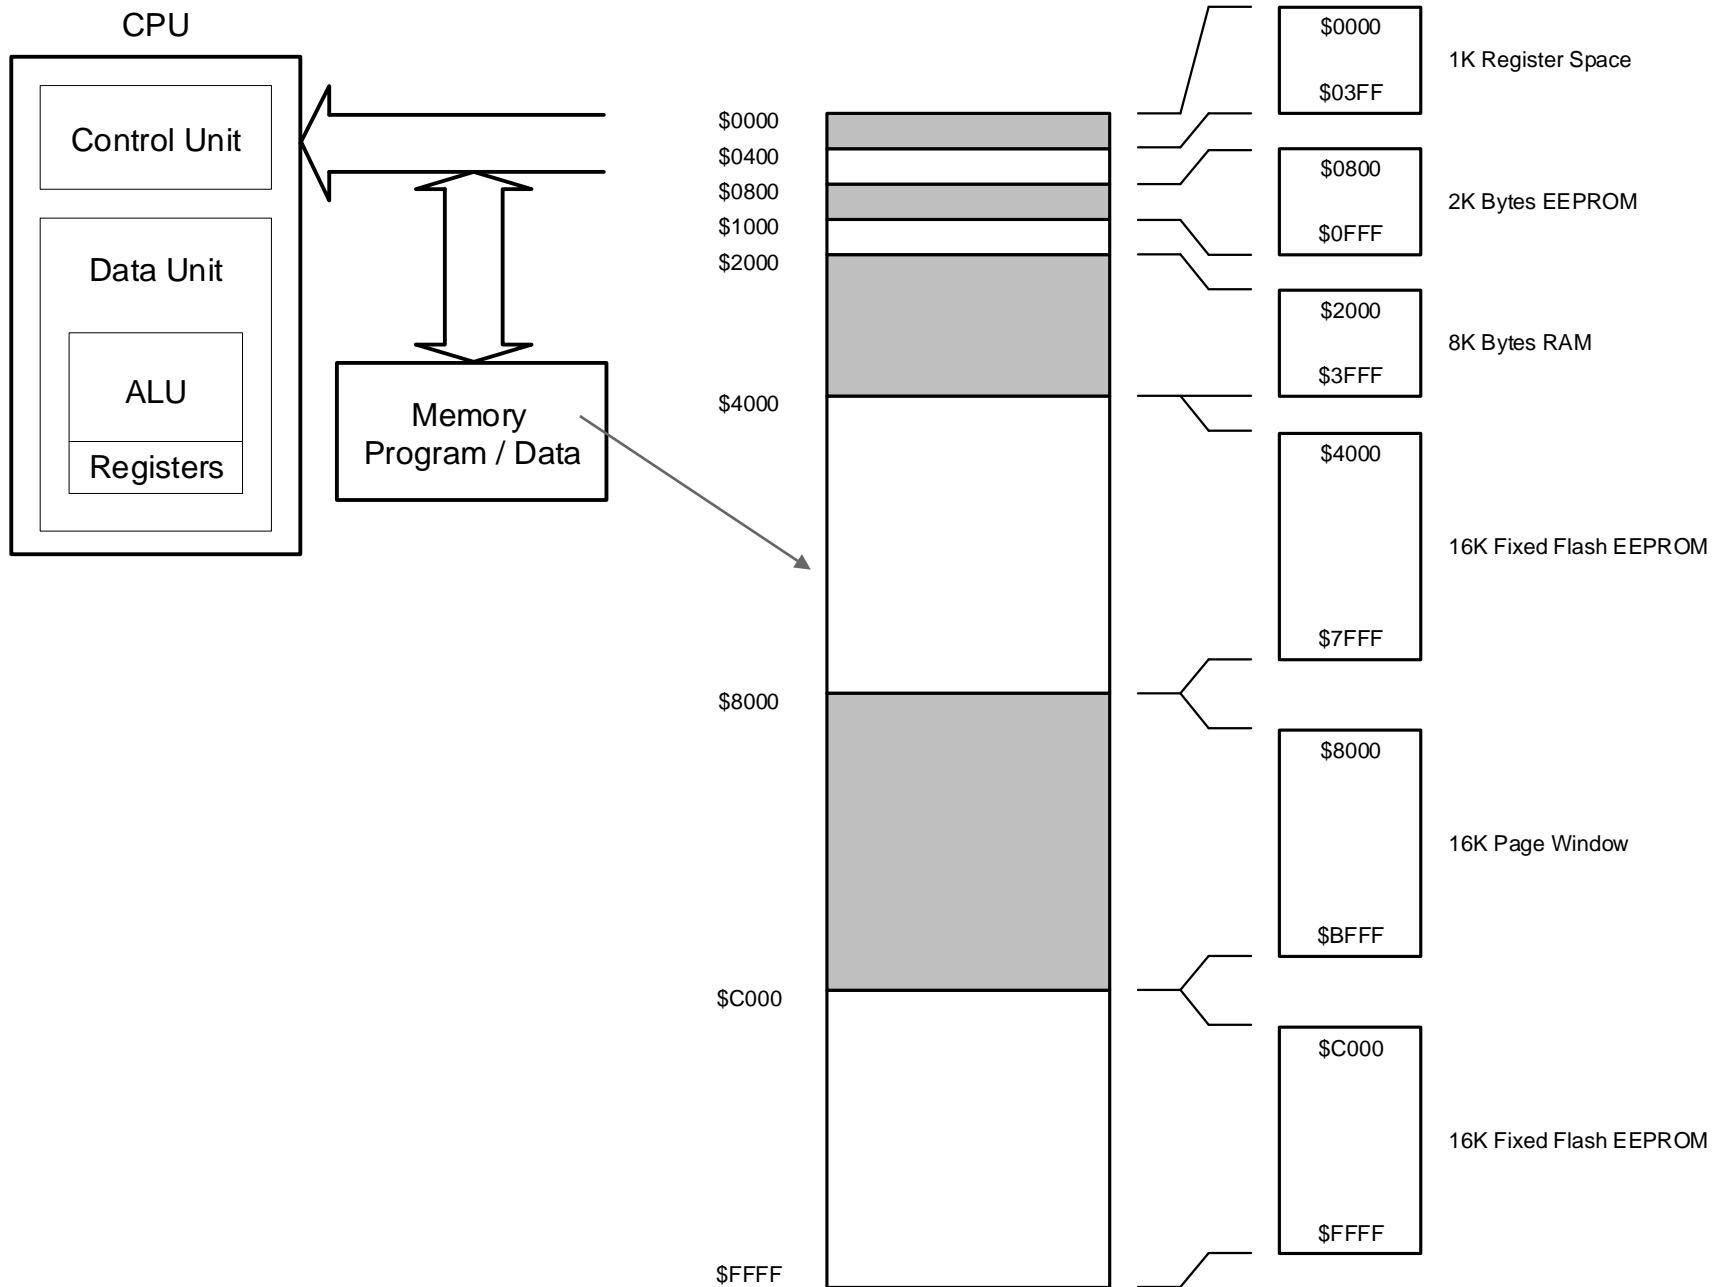 CPU
Control Unit
Data Unit
ALU
Registers
Memory
Program / Data
$0000
$0400
$0800
$1000
$2000
$4000
$8000
$C000
$FFFF
$0000
$03FF
1K Register Space
$0800
$0FFF
2K Bytes EEPROM
$2000
$3FFF
8K Bytes RAM
$4000
$7FFF
16K Fixed Flash EEPROM
$8000
$BFFF
16K Page Window
$C000
$FFFF
16K Fixed Flash EEPROM